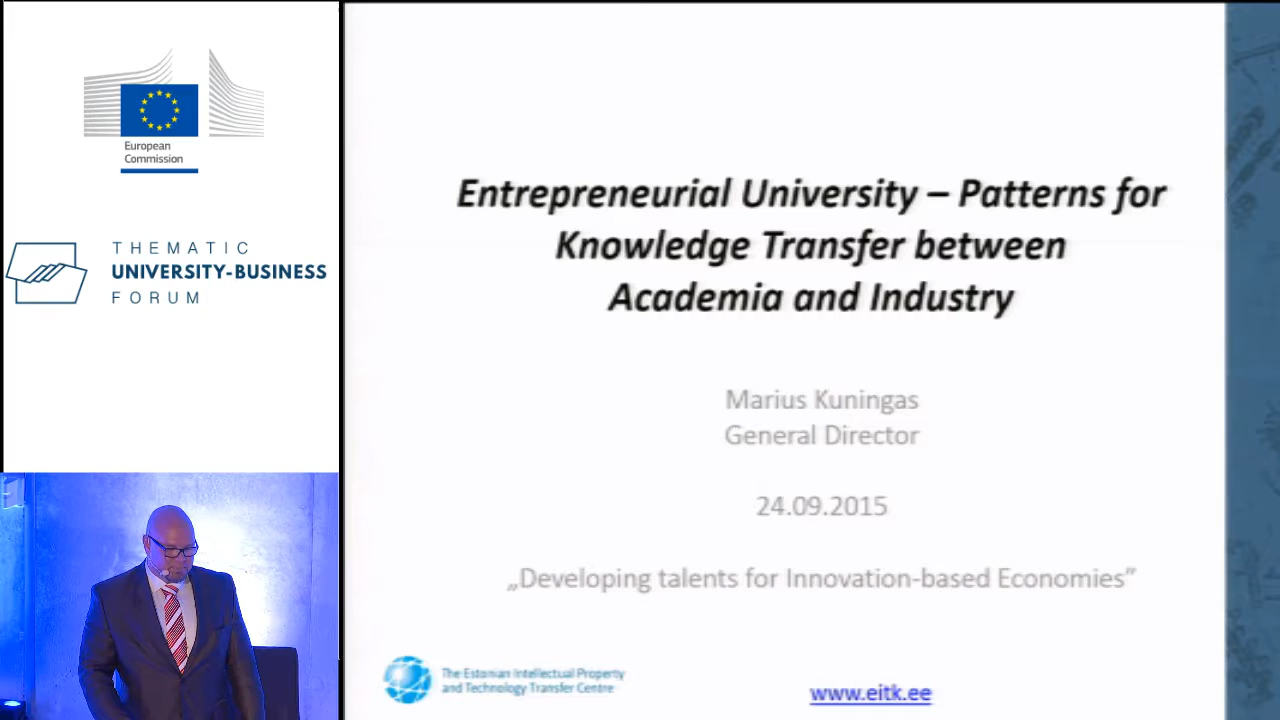 European
Commission
THEMATIC
UNIVERSITY-BUSINESS
FORUM
Entrepreneurial University – Patterns for
Knowledge Transfer between
Academia and Industry
Marius Kuningas
General Director
24.09.2015
„Developing talents for Innovation-based Economies”
The Estonian Intellectual Property
and Technology Transfer Centre
www.eitk.ee